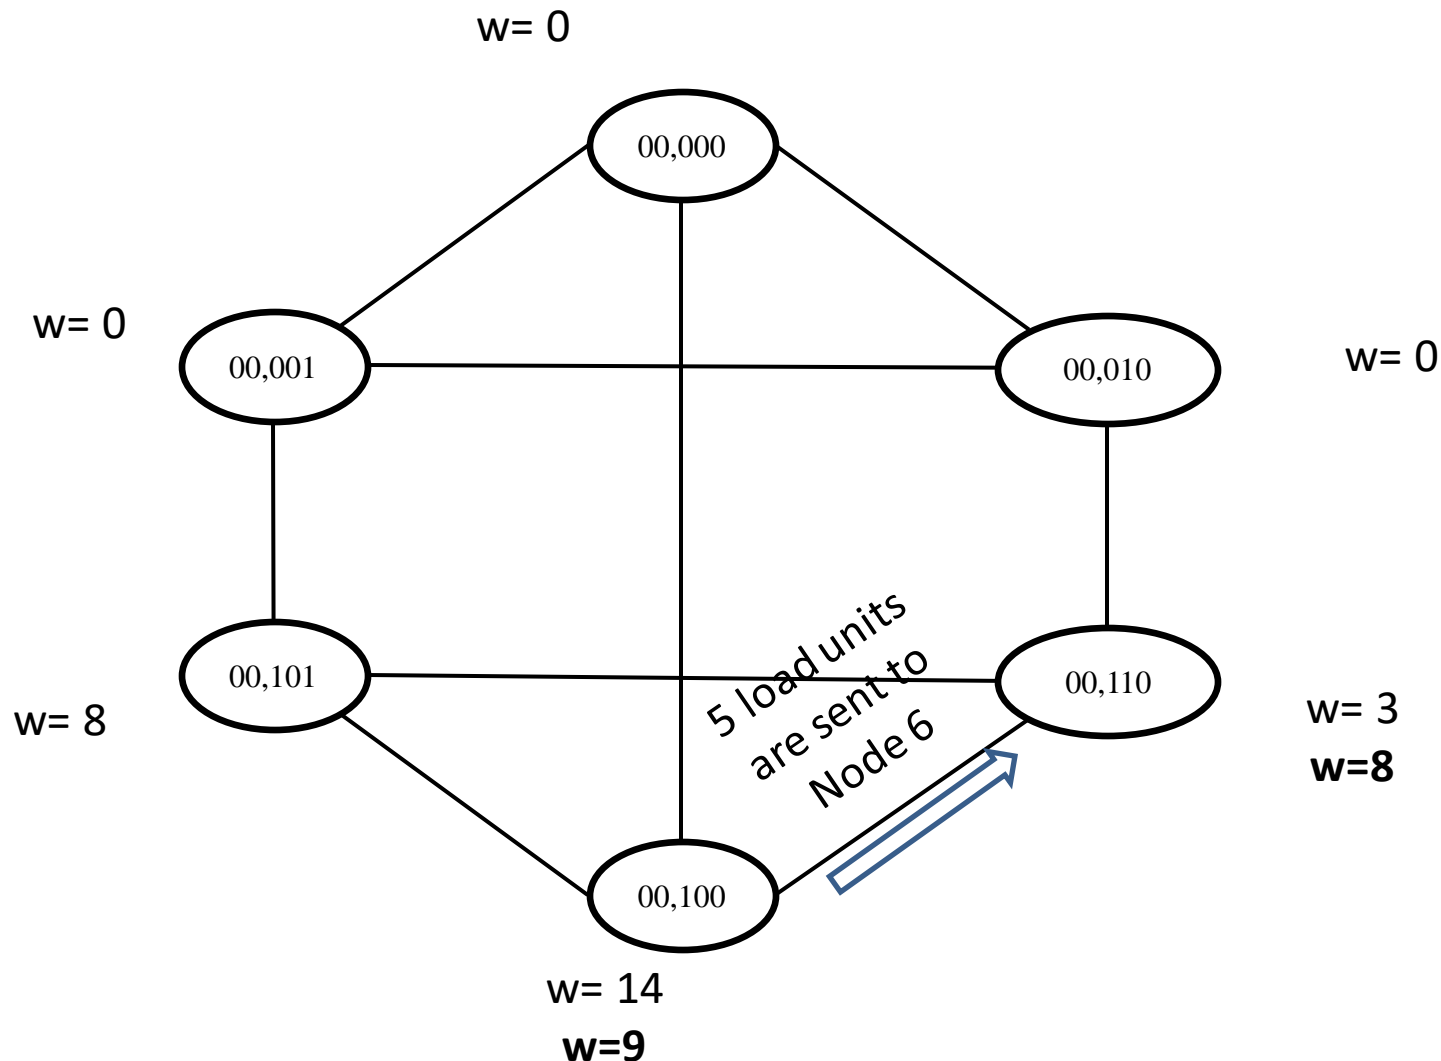 w= 0
00,000
w= 0
00,001
00,010
w= 0
5 load units
are sent to
Node 6
00,101
00,110
w= 8
w= 3
w=8
00,100
w= 14
w=9